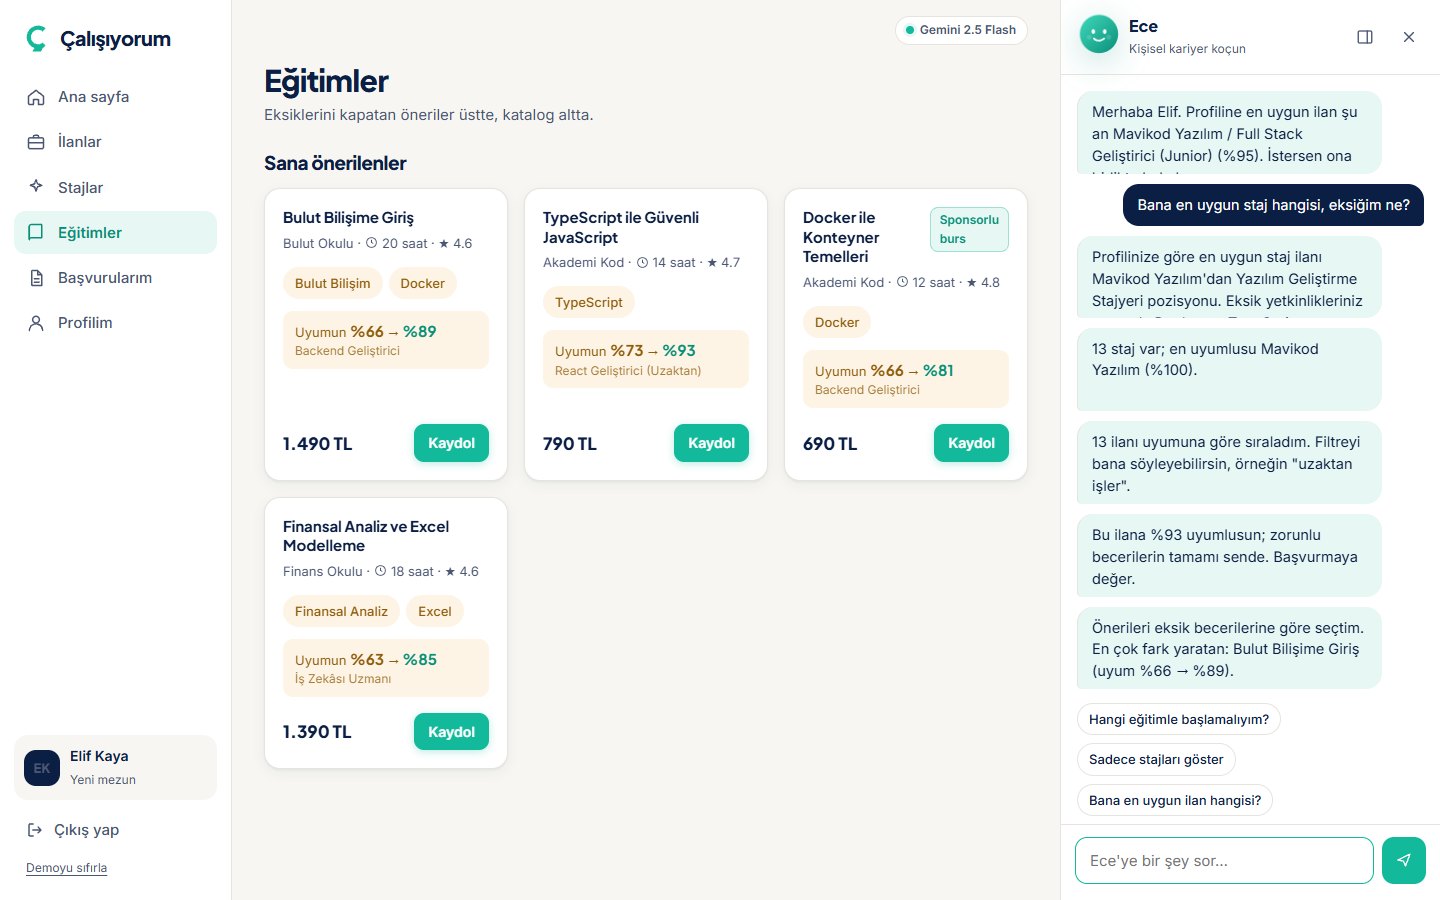 Çalışıyorum
Ana sayfa
İlanlar
Stajlar
Eğitimler
Başvurularım
Profilim
EK
Elif Kaya
Yeni mezun
Çıkış yap
Demoyu sıfırla
Gemini 2.5 Flash
Eğitimler
Eksiklerini kapatan öneriler üstte, katalog altta.
Sana önerilenler
Bulut Bilişime Giriş
Bulut Okulu · 20 saat · ★ 4.6
Bulut Bilişim
Docker
Uyumun %66 → %89
Backend Geliştirici
1.490 TL
Kaydol
TypeScript ile Güvenli
JavaScript
Akademi Kod · 14 saat · ★ 4.7
TypeScript
Uyumun %73 → %93
React Geliştirici (Uzaktan)
790 TL
Kaydol
Docker ile
Konteyner
Temelleri
Sponsorlu
burs
Akademi Kod · 12 saat · ★ 4.8
Docker
Uyumun %66 → %81
Backend Geliştirici
690 TL
Kaydol
Finansal Analiz ve Excel
Modelleme
Finans Okulu · 18 saat · ★ 4.6
Finansal Analiz
Excel
Uyumun %63 → %85
İş Zekâsı Uzmanı
1.390 TL
Kaydol
Ece
Kişisel kariyer koçun
Merhaba Elif. Profiline en uygun ilan şu
an Mavikod Yazılım / Full Stack
Geliştirici (Junior) (%95). İstersen ona
Bana en uygun staj hangisi, eksiğim ne?
Profilinize göre en uygun staj ilanı
Mavikod Yazılım'dan Yazılım Geliştirme
Stajyeri pozisyonu. Eksik yetkinlikleriniz
13 staj var; en uyumlusu Mavikod
Yazılım (%100).
13 ilanı uyumuna göre sıraladım. Filtreyi
bana söyleyebilirsin, örneğin "uzaktan
işler".
Bu ilana %93 uyumlusun; zorunlu
becerilerin tamamı sende. Başvurmaya
değer.
Önerileri eksik becerilerine göre seçtim.
En çok fark yaratan: Bulut Bilişime Giriş
(uyum %66 → %89).
Hangi eğitimle başlamalıyım?
Sadece stajları göster
Bana en uygun ilan hangisi?
Ece'ye bir şey sor...